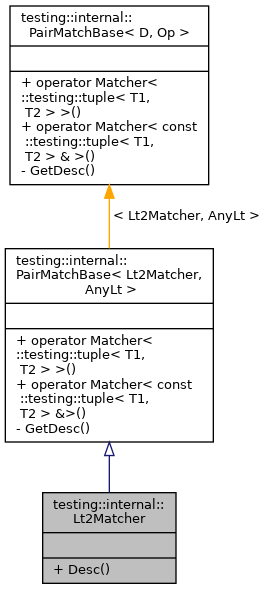 testing::internal::
PairMatchBase< D, Op >
+ operator Matcher<
::testing::tuple< T1,
T2 > >()
+ operator Matcher< const
::testing::tuple< T1,
T2 > & >()
- GetDesc()
< Lt2Matcher, AnyLt >
testing::internal::
PairMatchBase< Lt2Matcher,
AnyLt >
+ operator Matcher<
::testing::tuple< T1,
T2 > >()
+ operator Matcher< const
::testing::tuple< T1,
T2 > &>()
- GetDesc()
testing::internal::
Lt2Matcher
+ Desc()